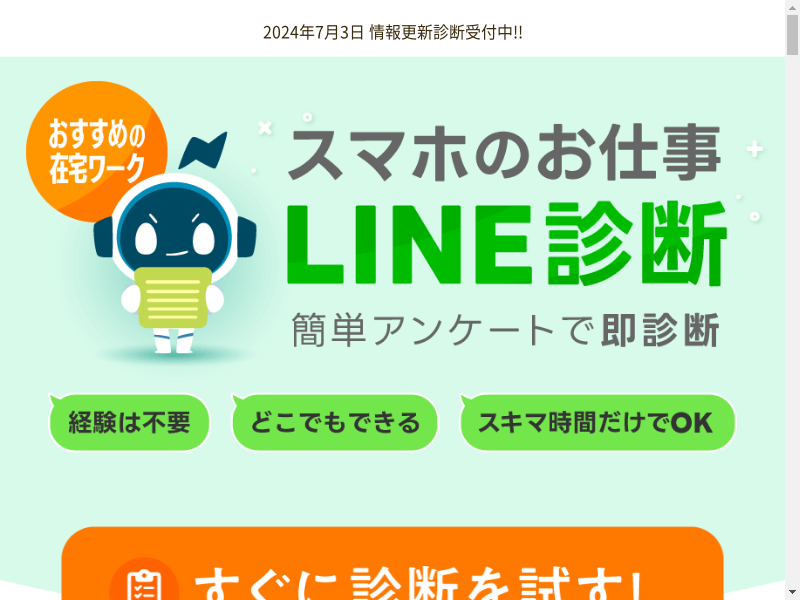 2024年7月3日 情報更新診断受付中!!
おすすめの
在宅ワーク
スマホのお仕事
LINE診断
簡単アンケートで即診断
経験は不要
どこでもできる
スキマ時間だけでOK
すぐに診断を試す!